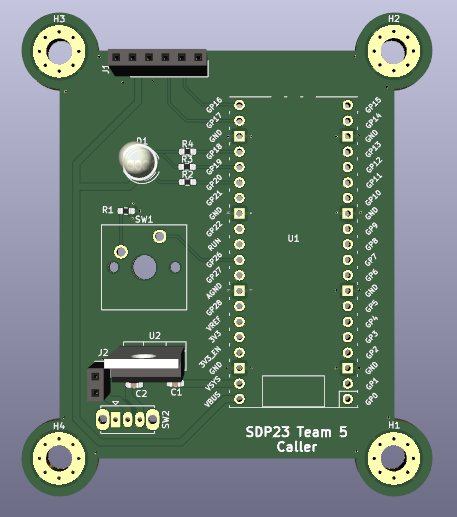 H3
H2
J1
GP16
GP15
GP17
GP14
GND
GND
D1
R4
GP18
GP13
R3
GP19
GP12
R2
GP20
GP11
GP21
GP10
R1
GND
GND
SW1
GP22
GP9
U1
RUN
GP8
GP26
GP7
GP27
GP6
AGND
GND
GP28
GP5
VREF
GP4
U2
3V3
GP3
J2
3V3_EN
GP2
GND
GND
C2
C1
VSYS
GP1
VBUS
GP0
SW2
H4
H1
SDP23 Team 5
Caller